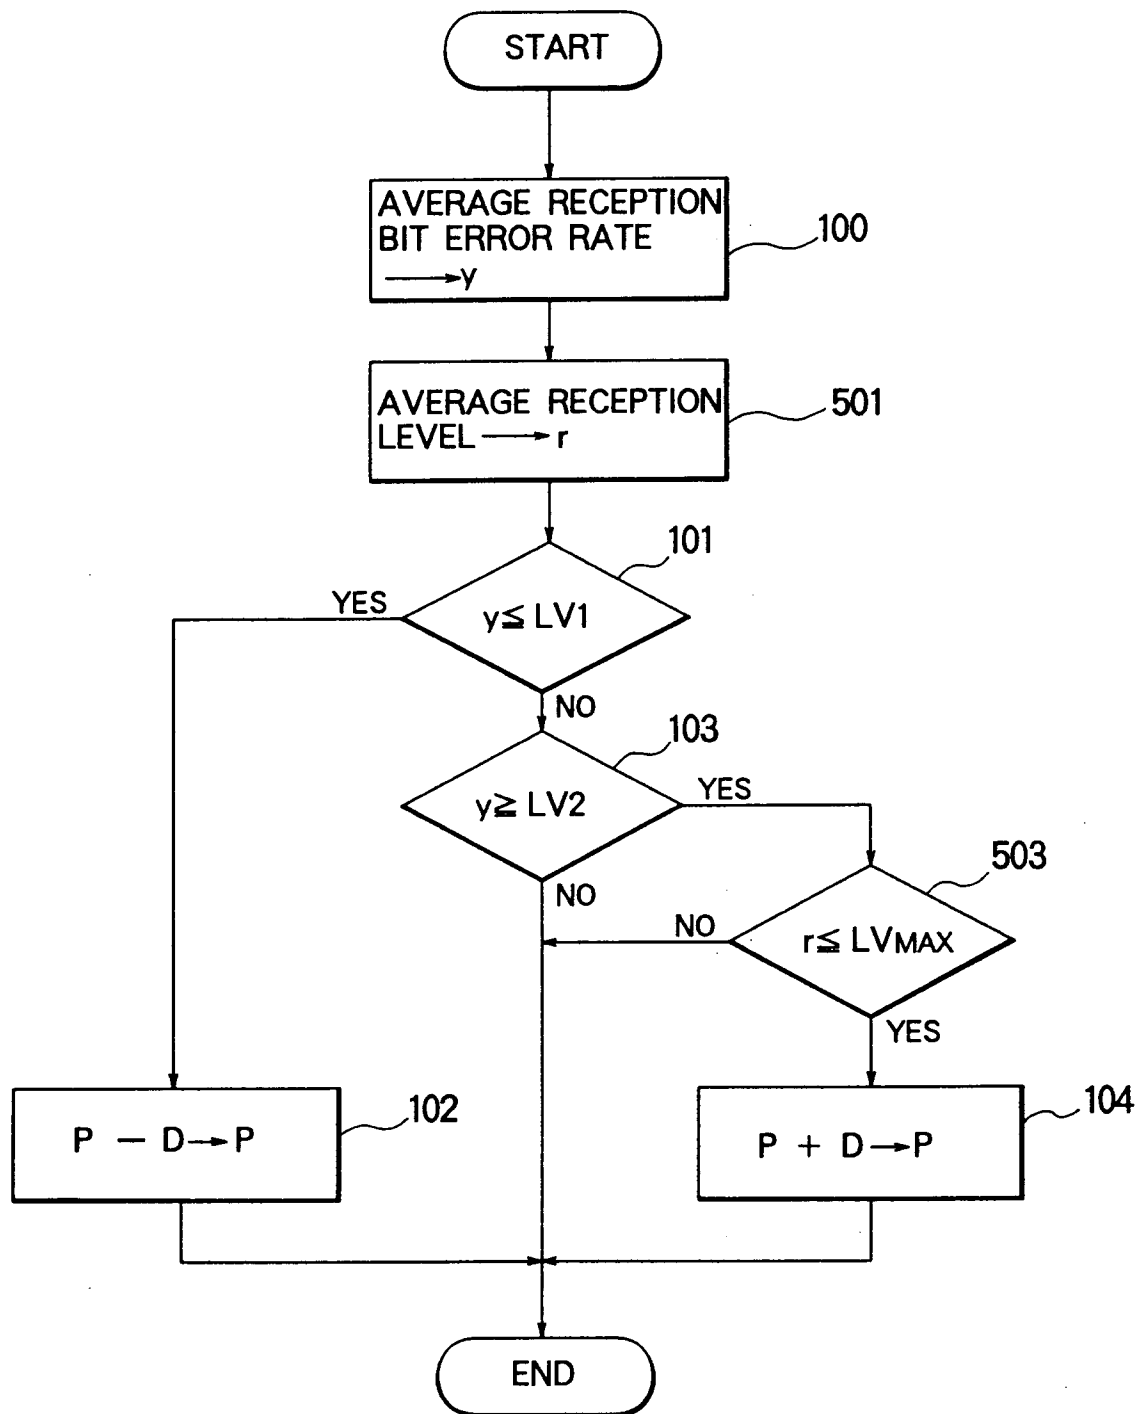 START
AVERAGE RECEPTION
BIT ERROR RATE
→y
100
AVERAGE RECEPTION
LEVEL → r
501
101
YES
y≦ LV1
NO
103
YES
y≧ LV2
503
NO
NO
r≦ LVMAX
YES
102
104
P − D→P
P + D→P
END